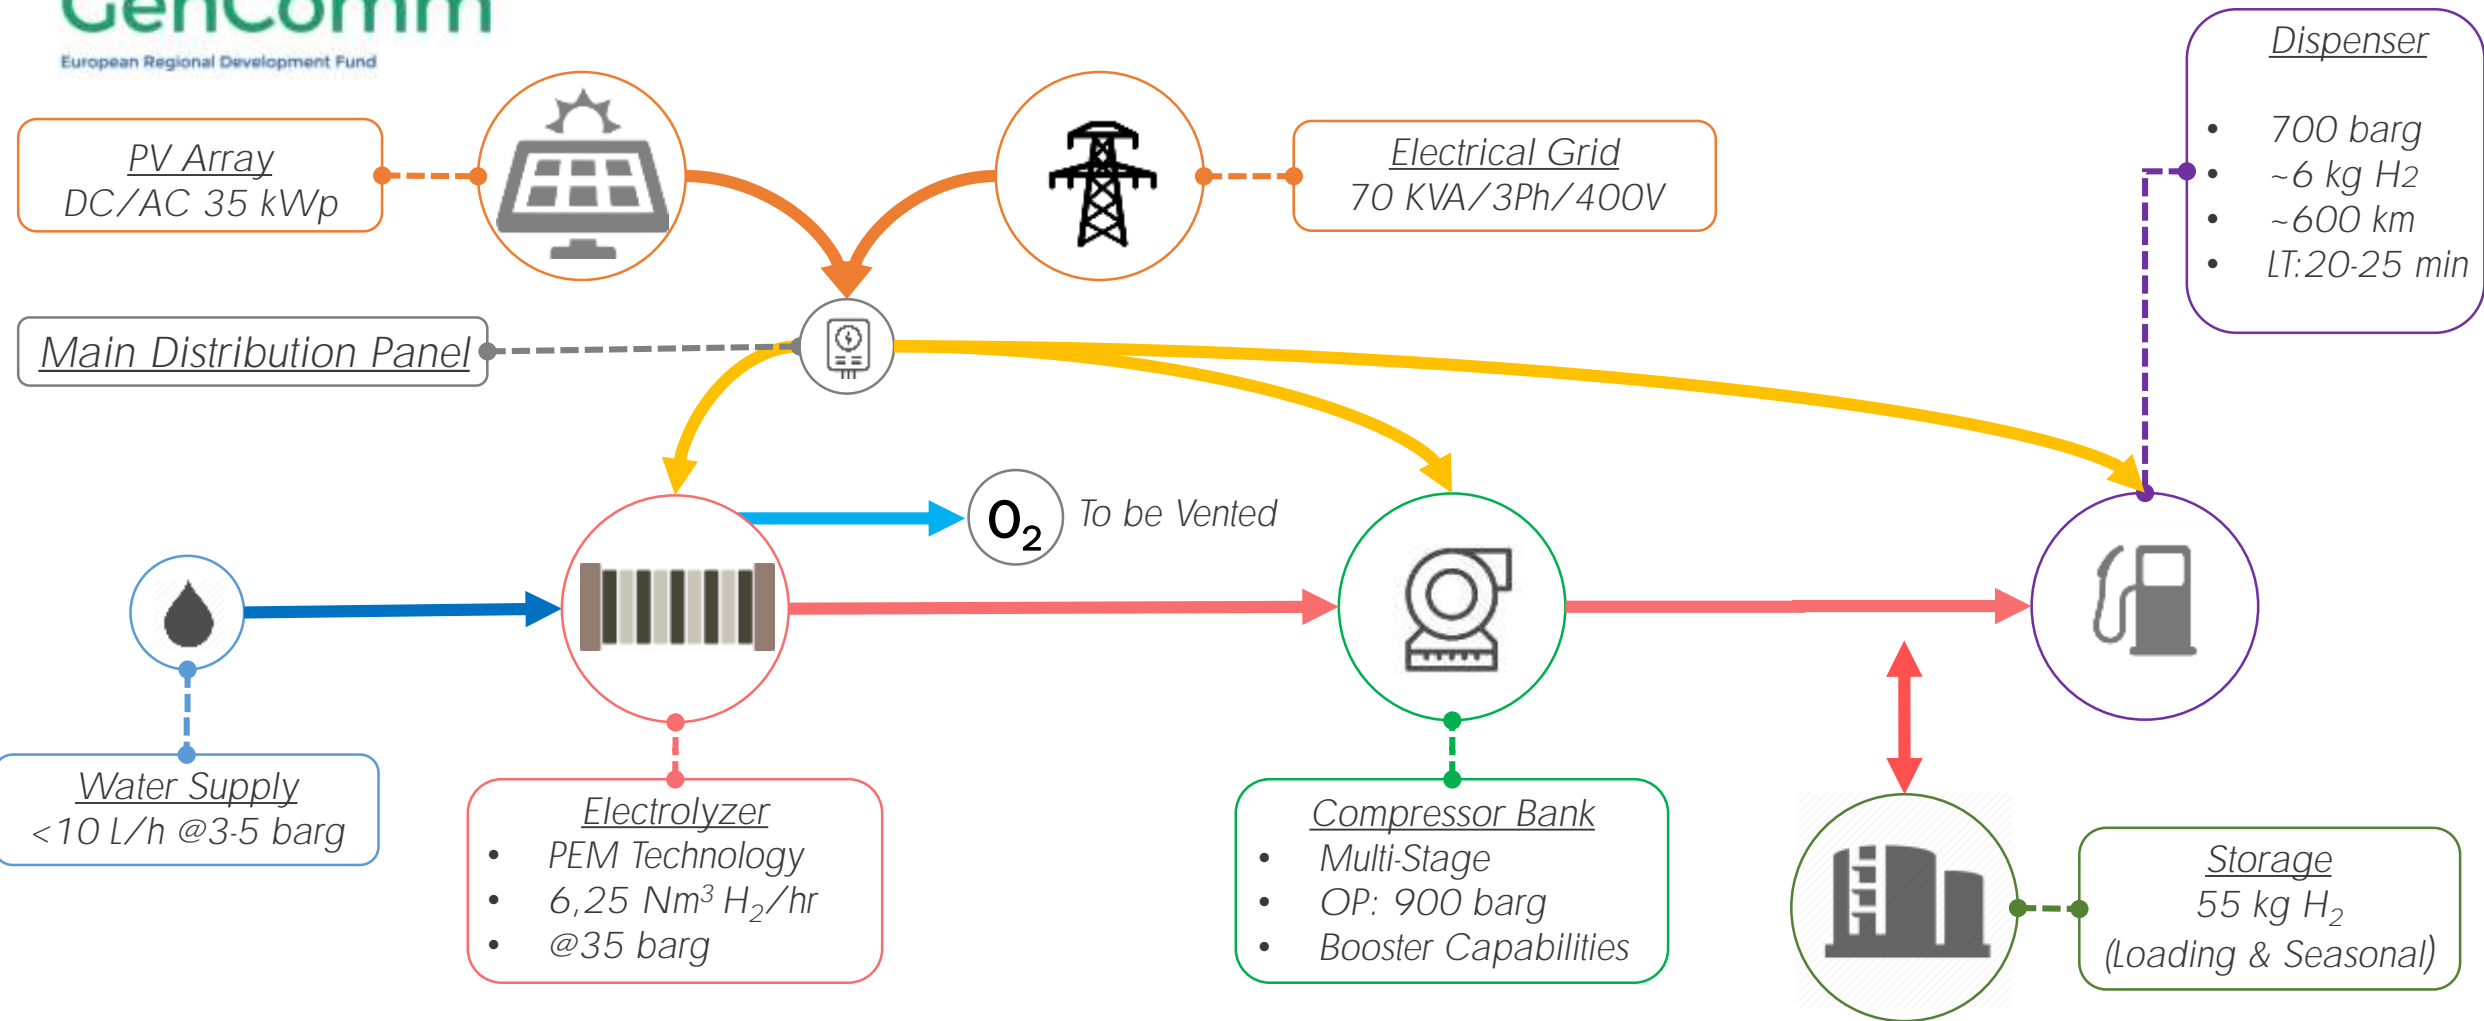 GenComm
European Regional Development Fund
PV Array
DC/AC 35 kWp
Electrical Grid
70 KVA/3Ph/400V
Dispenser
• 700 barg
• ~6 kg H2
• ~600 km
• LT:20-25 min
Main Distribution Panel
O₂ To be Vented
Water Supply
<10 L/h @3-5 barg
Electrolyzer
• PEM Technology
• 6,25 Nm³ H₂/hr
• @35 barg
Compressor Bank
• Multi-Stage
• OP: 900 barg
• Booster Capabilities
Storage
55 kg H₂
(Loading & Seasonal)